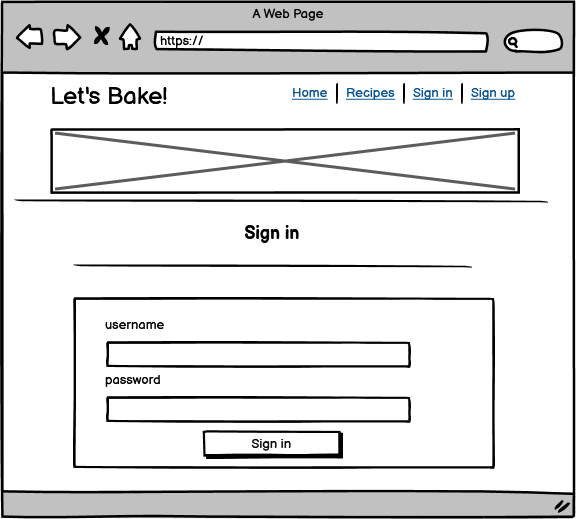 A Web Page
https://
Let's Bake!
Home | Recipes | Sign in | Sign up
Sign in
username
password
Sign in